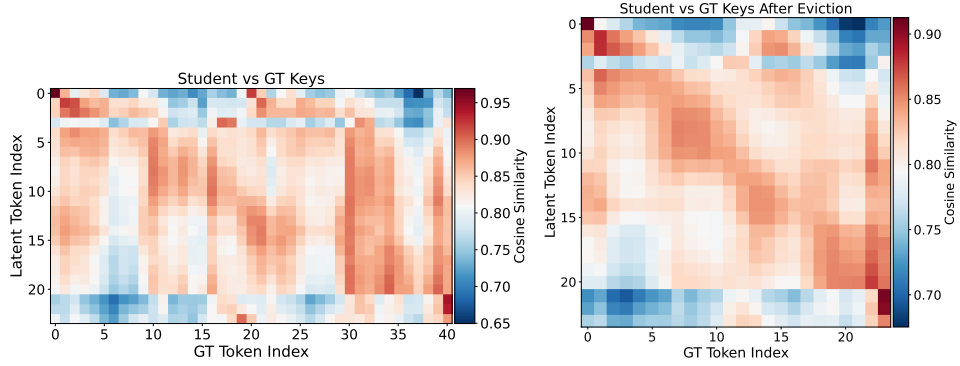 Student vs GT Keys
0
5
10
15
20
Latent Token Index
0 5 10 15 20 25 30 35 40
GT Token Index
0.95
0.90
0.85
0.80
0.75
0.70
0.65
Cosine Similarity
Student vs GT Keys After Eviction
0
5
10
15
20
Latent Token Index
0 5 10 15 20
GT Token Index
0.90
0.85
0.80
0.75
0.70
Cosine Similarity